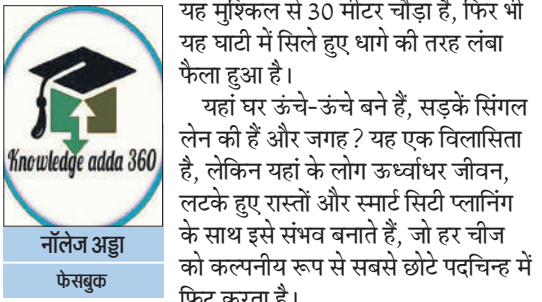 Knowledge adda 360
नॉलेज अड्डा
फेसबुक
यह मुश्किल से 30 मीटर चौड़ा है, फिर भी
यह घाटी में सिले हुए धागे की तरह लंबा
फैला हुआ है।
यहां घर ऊंचे-ऊंचे बने हैं, सड़कें सिंगल
लेन की हैं और जगह? यह एक विलासिता
है, लेकिन यहां के लोग ऊर्ध्वाधर जीवन,
लटके हुए रास्तों और स्मार्ट सिटी प्लानिंग
के साथ इसे संभव बनाते हैं, जो हर चीज
को कल्पनीय रूप से सबसे छोटे पदचिन्ह में
फिट करता है।